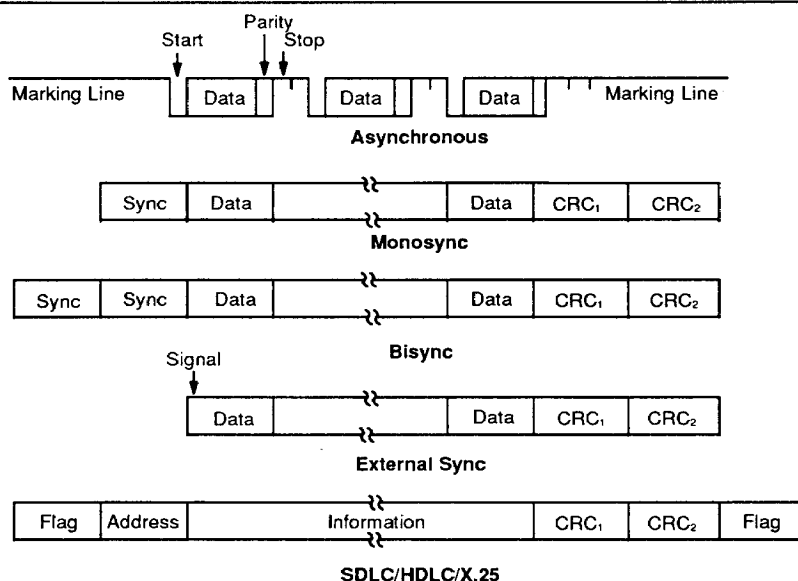 Parity
Start Stop
Marking Line Data Data Data Marking Line
Asynchronous
Sync Data Data CRC₁ CRC₂
Monosync
Sync Sync Data Data CRC₁ CRC₂
Bisync
Signal
Data Data CRC₁ CRC₂
External Sync
Flag Address Information CRC₁ CRC₂ Flag
SDLC/HDLC/X.25